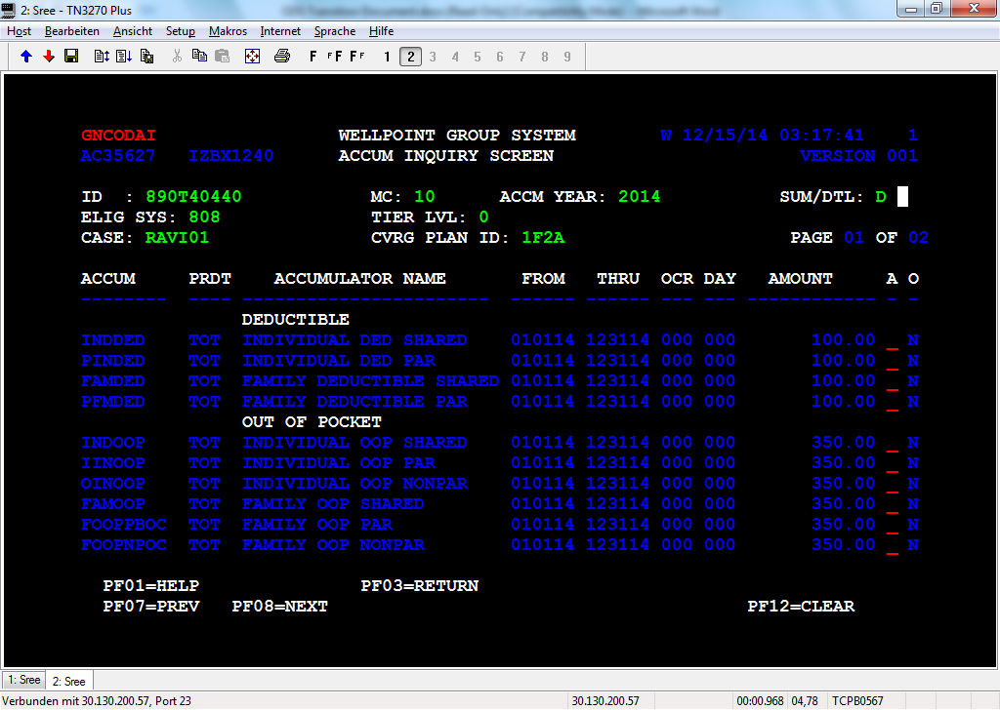 2: Sree - TN3270 Plus
Host Bearbeiten Ansicht Setup Makros Internet Sprache Hilfe
F FF FF 1 2 3 4 5 6 7 8 9
GNCODAI WELLPOINT GROUP SYSTEM W 12/15/14 03:17:41 1
AC35627 IZBX1240 ACCUM INQUIRY SCREEN VERSION 001
ID : 890T40440 MC: 10 ACCM YEAR: 2014 SUM/DTL: D
ELIG SYS: 808 TIER LVL: 0
CASE: RAVI01 CVRG PLAN ID: 1F2A PAGE 01 OF 02
ACCUM PRDT ACCUMULATOR NAME FROM THRU OCR DAY AMOUNT A O
-------- ---- ----------------------- ------ ------ --- --- ------------ - -
DEDUCTIBLE
INDDED TOT INDIVIDUAL DED SHARED 010114 123114 000 000 100.00 _ N
PINDED TOT INDIVIDUAL DED PAR 010114 123114 000 000 100.00 _ N
FAMDED TOT FAMILY DEDUCTIBLE SHARED 010114 123114 000 000 100.00 _ N
PFMDED TOT FAMILY DEDUCTIBLE PAR 010114 123114 000 000 100.00 _ N
OUT OF POCKET
INDOOP TOT INDIVIDUAL OOP SHARED 010114 123114 000 000 350.00 _ N
IINOOP TOT INDIVIDUAL OOP PAR 010114 123114 000 000 350.00 _ N
OINOOP TOT INDIVIDUAL OOP NONPAR 010114 123114 000 000 350.00 _ N
FAMOOP TOT FAMILY OOP SHARED 010114 123114 000 000 350.00 _ N
FOOPPBOC TOT FAMILY OOP PAR 010114 123114 000 000 350.00 _ N
FOOPNPOC TOT FAMILY OOP NONPAR 010114 123114 000 000 350.00 _ N
PF01=HELP PF03=RETURN
PF07=PREV PF08=NEXT PF12=CLEAR
1: Sree 2: Sree
Verbunden mit 30.130.200.57, Port 23 30.130.200.57 00:00.968 04,78 TCPB0567